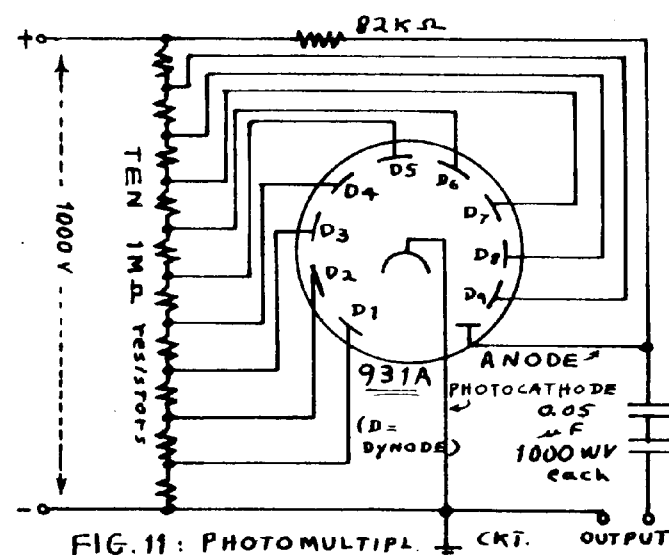 82K Ω
+
1000V
TEN 1MΩ resistors
D5
D6
D4
D7
D3
D8
D2
D9
D1
931A
ANODE
PHOTOCATHODE
(D =
DYNODE)
0.05
μF
1000 WV
each
-
FIG. 11: PHOTOMULTIPL. CKT.
OUTPUT